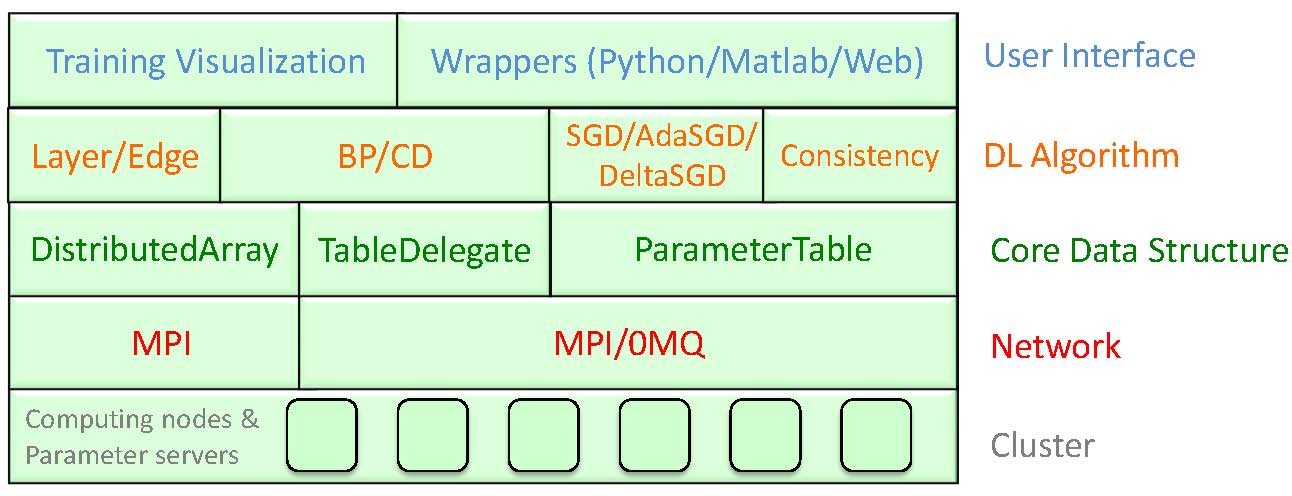 Training Visualization
Wrappers (Python/Matlab/Web)
User Interface
Layer/Edge
BP/CD
SGD/AdaSGD/
DeltaSGD
Consistency
DL Algorithm
DistributedArray
TableDelegate
ParameterTable
Core Data Structure
MPI
MPI/0MQ
Network
Computing nodes &
Parameter servers
Cluster